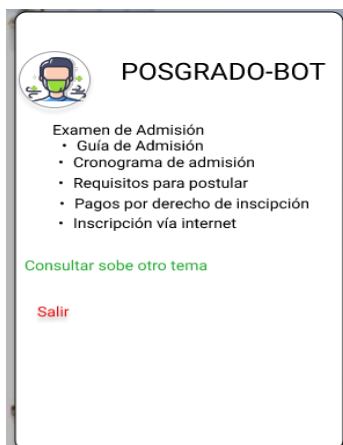 POSGRADO-BOT
Examen de Admisión
• Guía de Admisión
• Cronograma de admisión
• Requisitos para postular
• Pagos por derecho de inscipción
• Inscripción vía internet
Consultar sobe otro tema
Salir